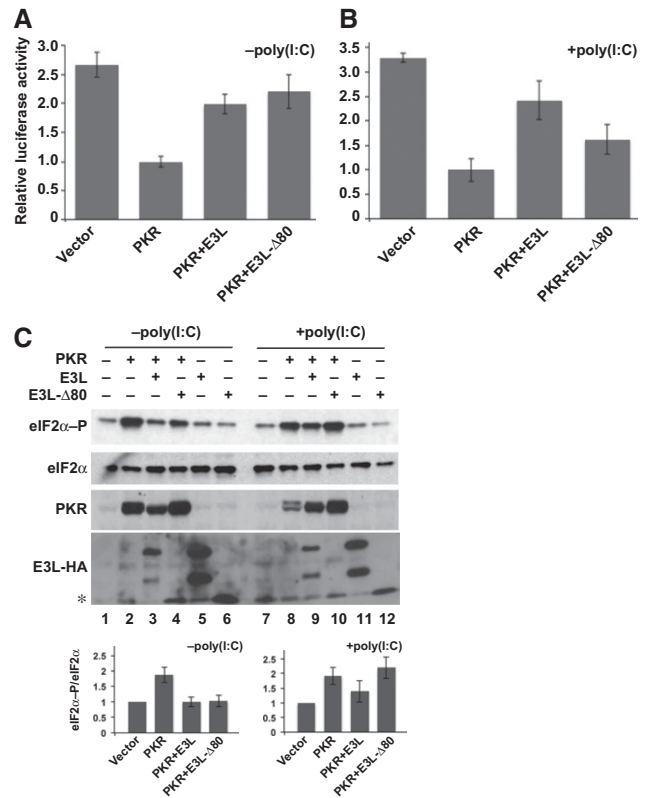 A
B
–poly(I:C)
+poly(I:C)
Relative luciferase activity
3.0
2.5
2.0
1.5
1.0
0.5
0
3.5
3.0
2.5
2.0
1.5
1.0
0.5
0
Vector
PKR
PKR+E3L
PKR+E3L-Δ80
Vector
PKR
PKR+E3L
PKR+E3L-Δ80
C
–poly(I:C)
+poly(I:C)
PKR – + + + – – – + + + – –
E3L – – + – + – – – + – + –
E3L-Δ80 – – – + – + – – – + – +
eIF2α–P
eIF2α
PKR
E3L-HA
*
1 2 3 4 5 6 7 8 9 10 11 12
–poly(I:C)
+poly(I:C)
eIF2α–P/eIF2α
2.5
2
1.5
1
0.5
0
2.5
2
1.5
1
0.5
0
Vector
PKR
PKR+E3L
PKR+E3L-Δ80
Vector
PKR
PKR+E3L
PKR+E3L-Δ80